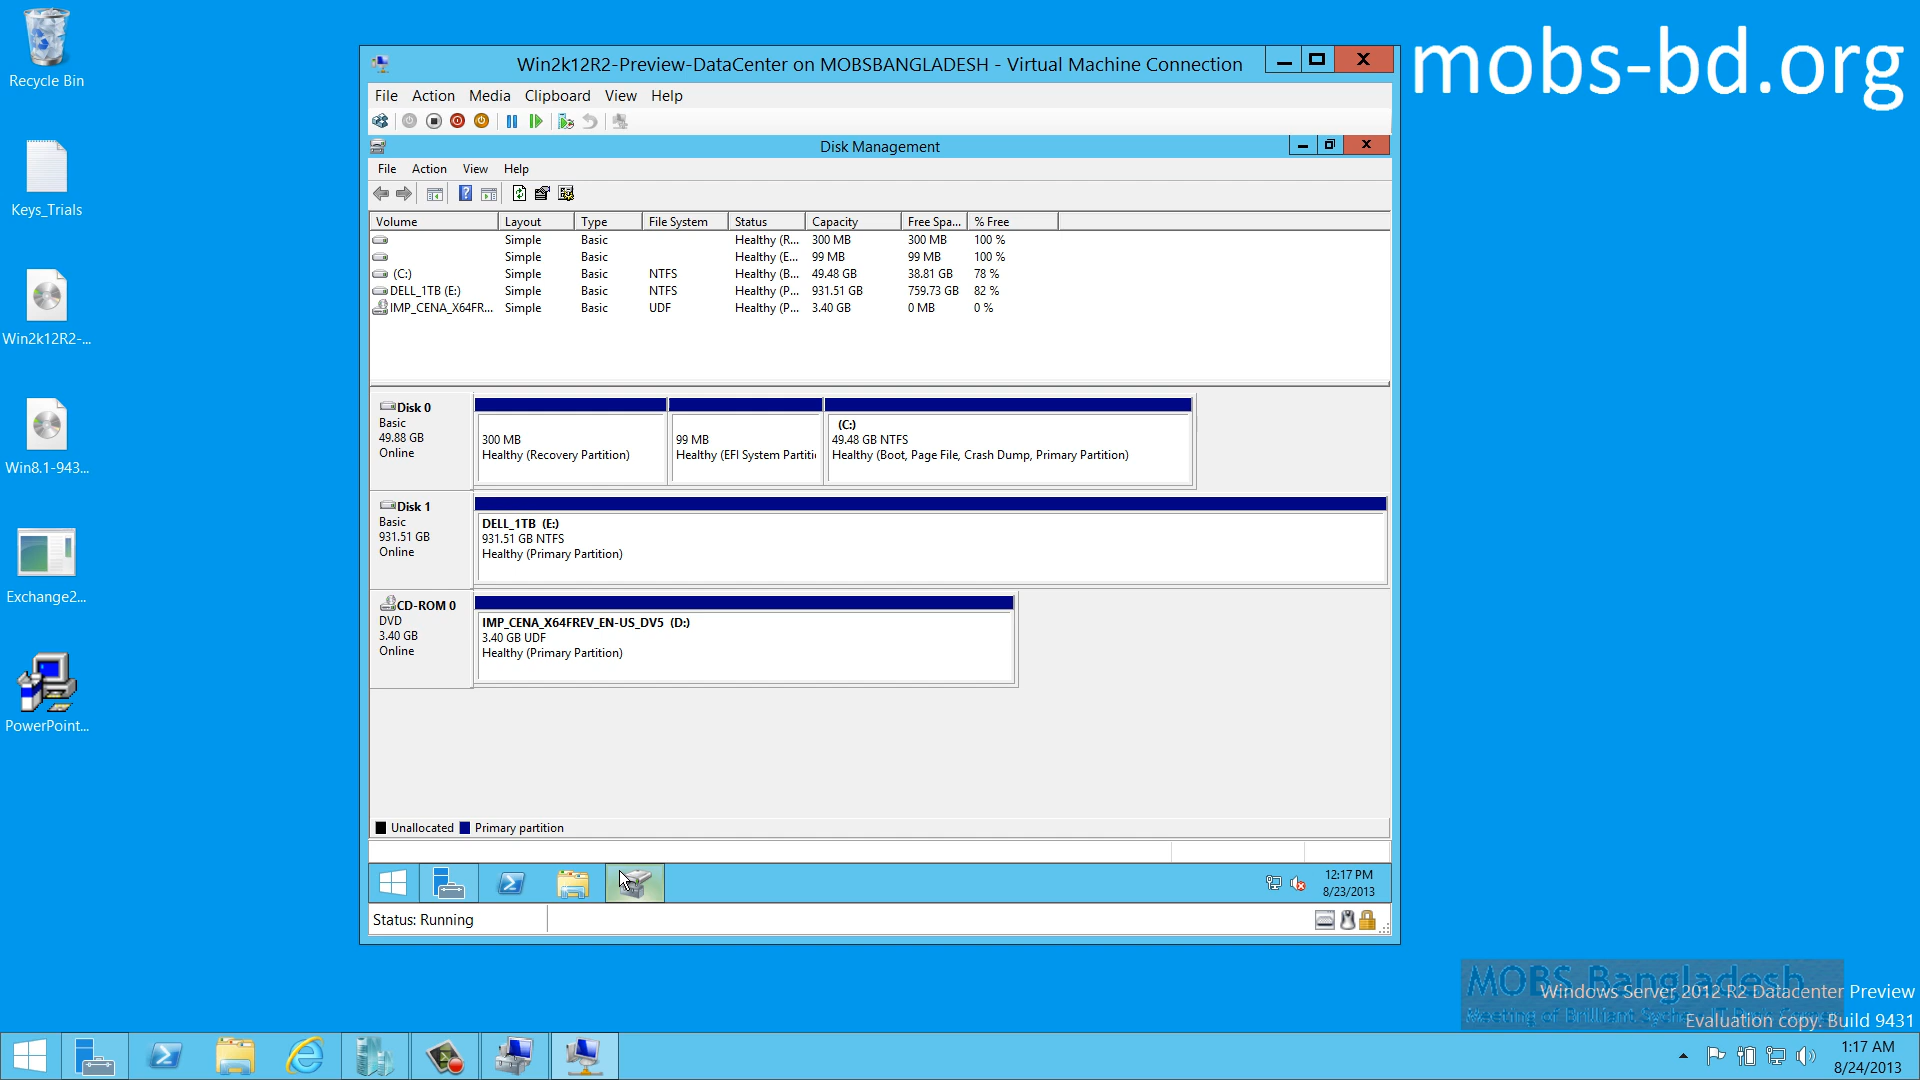 Recycle Bin
Keys_Trials
Win2k12R2-...
Win8.1-943...
Exchange2...
PowerPoint...
mobs-bd.org
Win2k12R2-Preview-DataCenter on MOBSBANGLADESH - Virtual Machine Connection
File Action Media Clipboard View Help
Disk Management
File Action View Help
Volume Layout Type File System Status Capacity Free Spa... % Free
Simple Basic Healthy (R... 300 MB 300 MB 100 %
Simple Basic Healthy (E... 99 MB 99 MB 100 %
(C:) Simple Basic NTFS Healthy (B... 49.48 GB 38.81 GB 78 %
DELL_1TB (E:) Simple Basic NTFS Healthy (P... 931.51 GB 759.73 GB 82 %
IMP_CENA_X64FR... Simple Basic UDF Healthy (P... 3.40 GB 0 MB 0 %
Disk 0
Basic
49.88 GB
Online
300 MB
Healthy (Recovery Partition)
99 MB
Healthy (EFI System Partiti
(C:)
49.48 GB NTFS
Healthy (Boot, Page File, Crash Dump, Primary Partition)
Disk 1
Basic
931.51 GB
Online
DELL_1TB (E:)
931.51 GB NTFS
Healthy (Primary Partition)
CD-ROM 0
DVD
3.40 GB
Online
IMP_CENA_X64FREV_EN-US_DV5 (D:)
3.40 GB UDF
Healthy (Primary Partition)
Unallocated Primary partition
12:17 PM
8/23/2013
Status: Running
MOBS Bangladesh
Windows Server 2012 R2 Datacenter Preview
Meeting of Brilliant
Evaluation copy. Build 9431
1:17 AM
8/24/2013